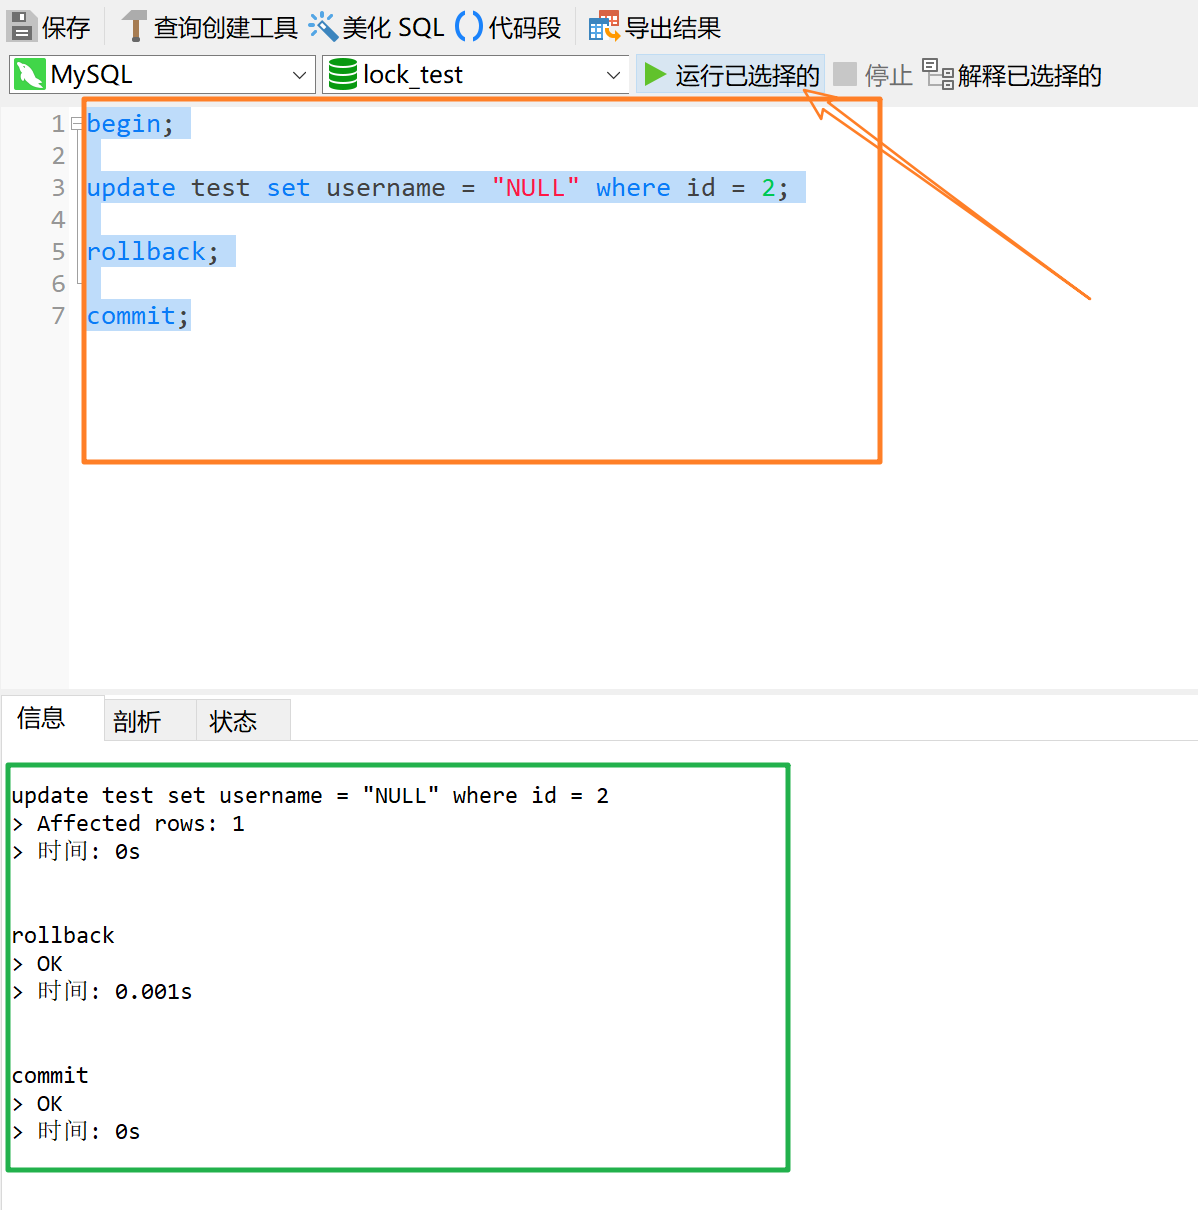 保存 查询创建工具 美化 SQL 代码段 导出结果
MySQL lock_test 运行已选择的 停止 解释已选择的
1 begin;
2
3 update test set username = "NULL" where id = 2;
4
5 rollback;
6
7 commit;
信息 剖析 状态
update test set username = "NULL" where id = 2
> Affected rows: 1
> 时间: 0s
rollback
> OK
> 时间: 0.001s
commit
> OK
> 时间: 0s